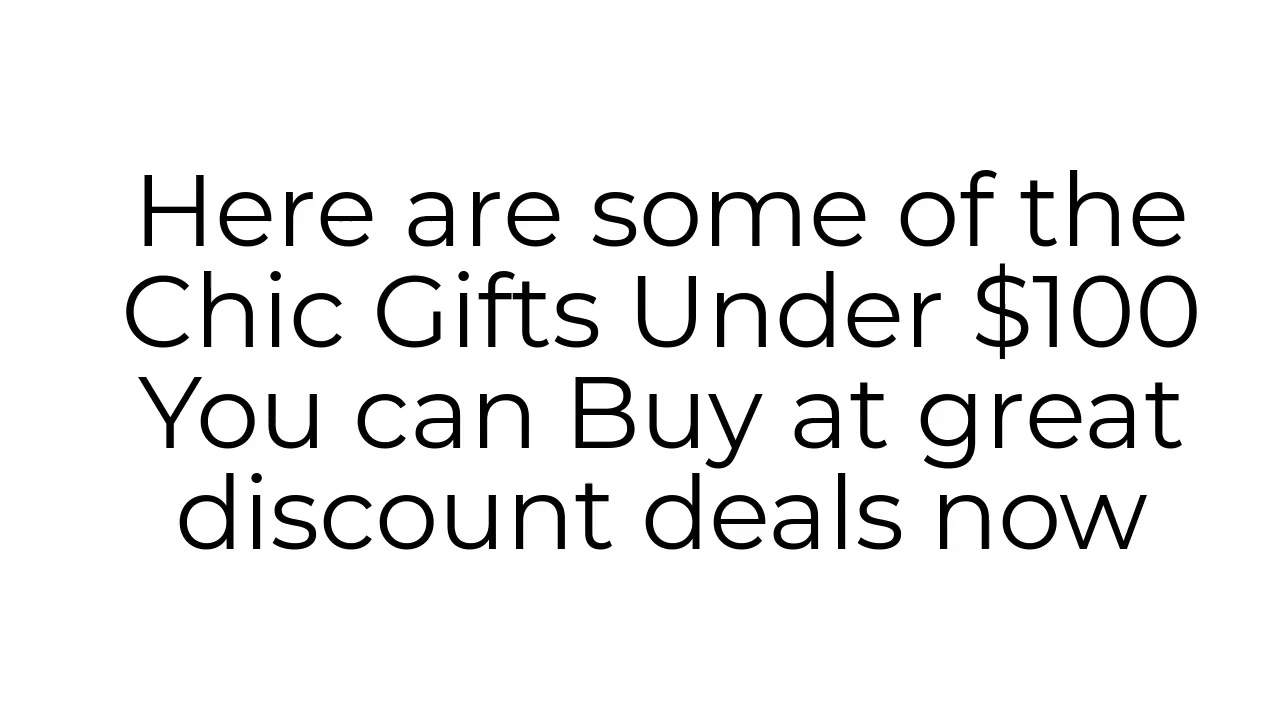 Here are some of the
Chic Gifts Under $100
You can Buy at great
discount deals now